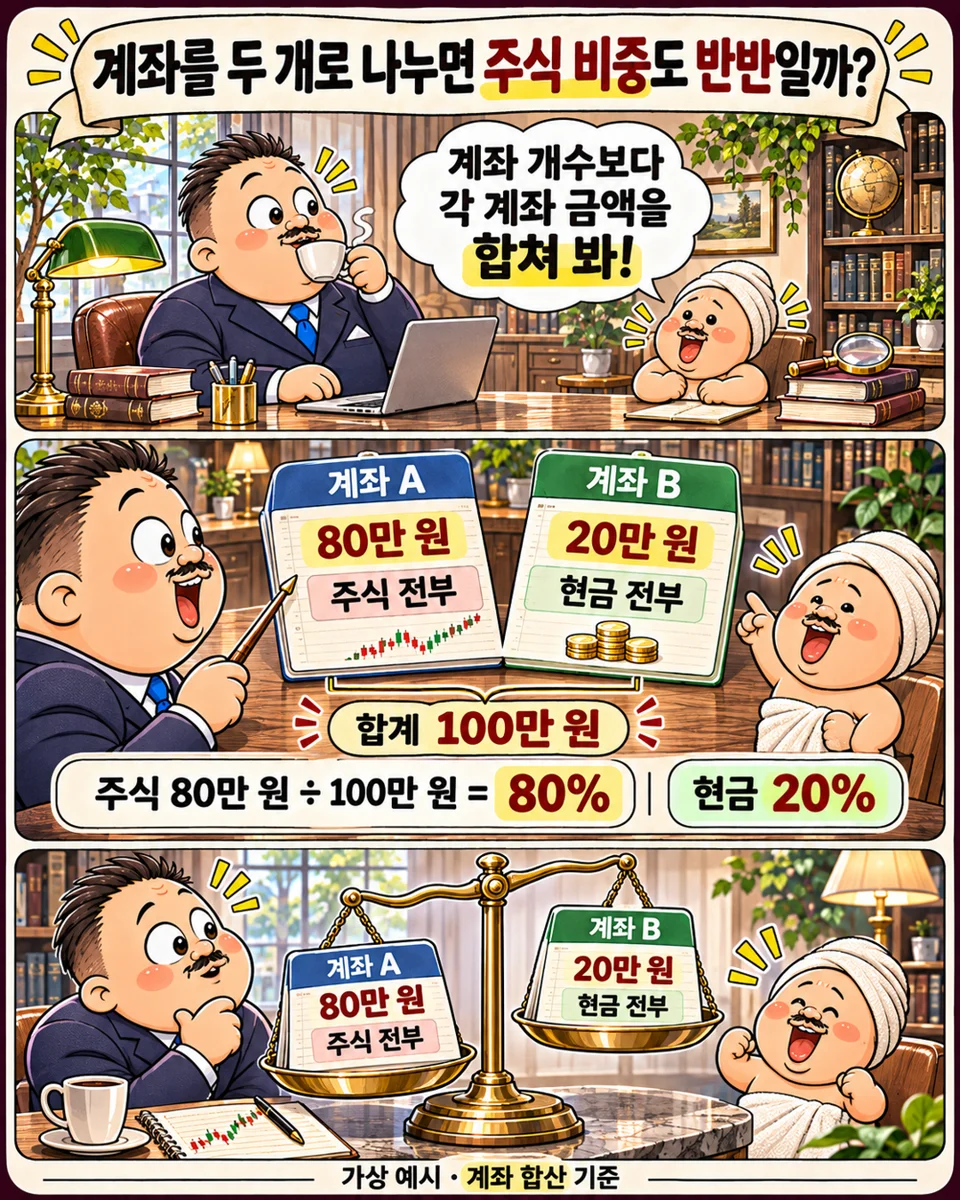 계좌를 두 개로 나누면 주식 비중도 반반일까?
계좌 개수보다
각 계좌 금액을
합쳐 봐!
계좌 A
80만 원
주식 전부
계좌 B
20만 원
현금 전부
합계 100만 원
주식 80만 원 ÷ 100만 원 = 80% | 현금 20%
계좌 A
80만 원
주식 전부
계좌 B
20만 원
현금 전부
가상 예시 · 계좌 합산 기준